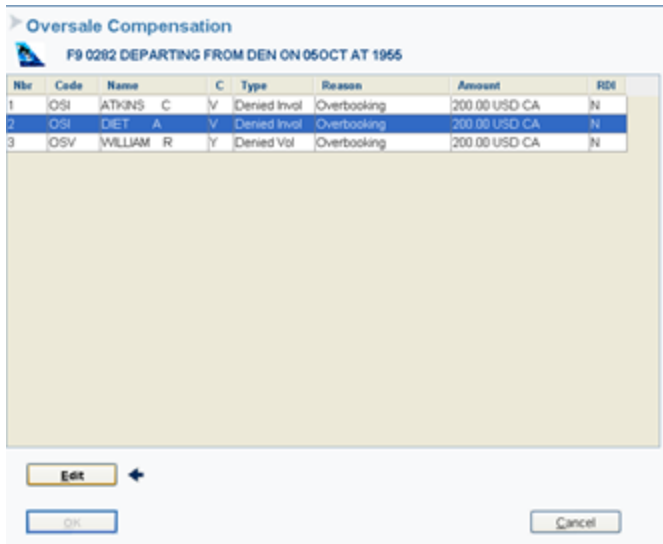 Oversale Compensation
F9 0282 DEPARTING FROM DEN ON 05OCT AT 1955
Nbr Code Name C Type Reason Amount RDI
1 OSI ATKINS C V Denied Invol Overbooking 200.00 USD CA N
2 OSI DIET A V Denied Invol Overbooking 200.00 USD CA N
3 OSV WILLIAM R Y Denied Vol Overbooking 200.00 USD CA N
Edit
OK Cancel